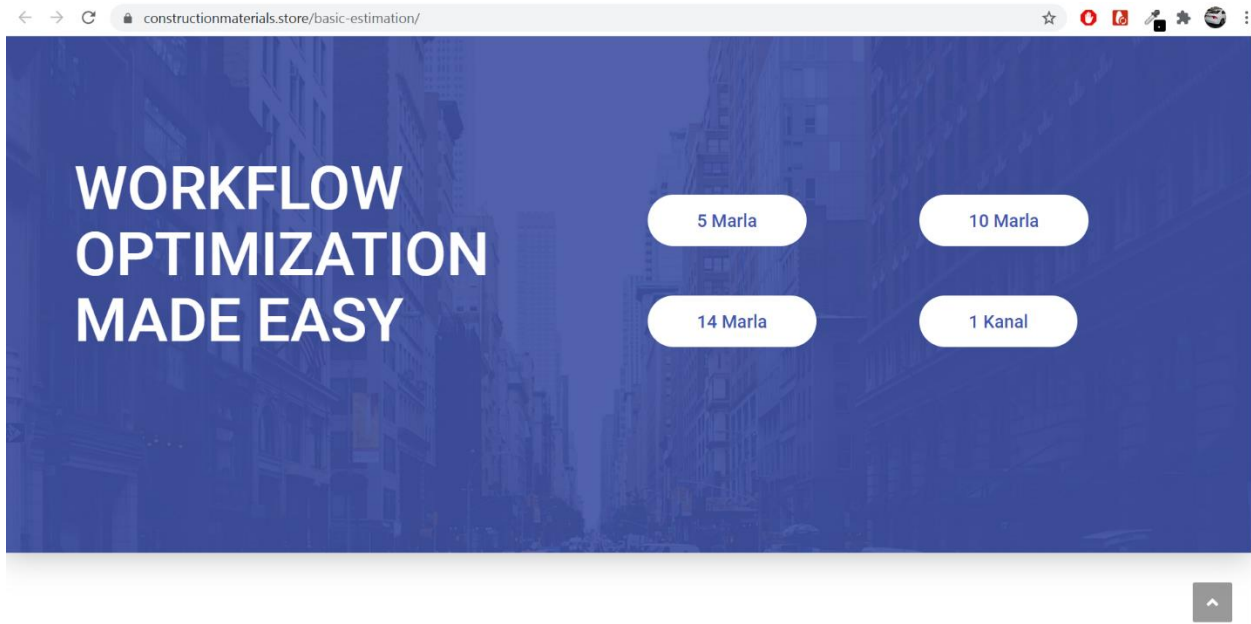 constructionmaterials.store/basic-estimation/
WORKFLOW
OPTIMIZATION
MADE EASY
5 Marla
10 Marla
14 Marla
1 Kanal